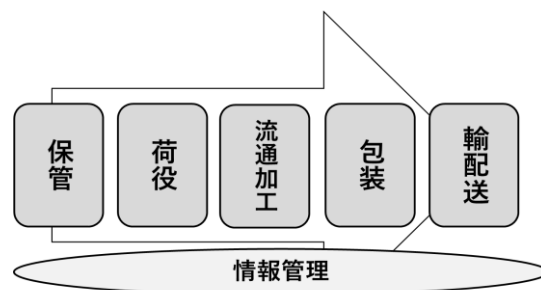 保管
荷役
流通加工
包装
輸配送
情報管理